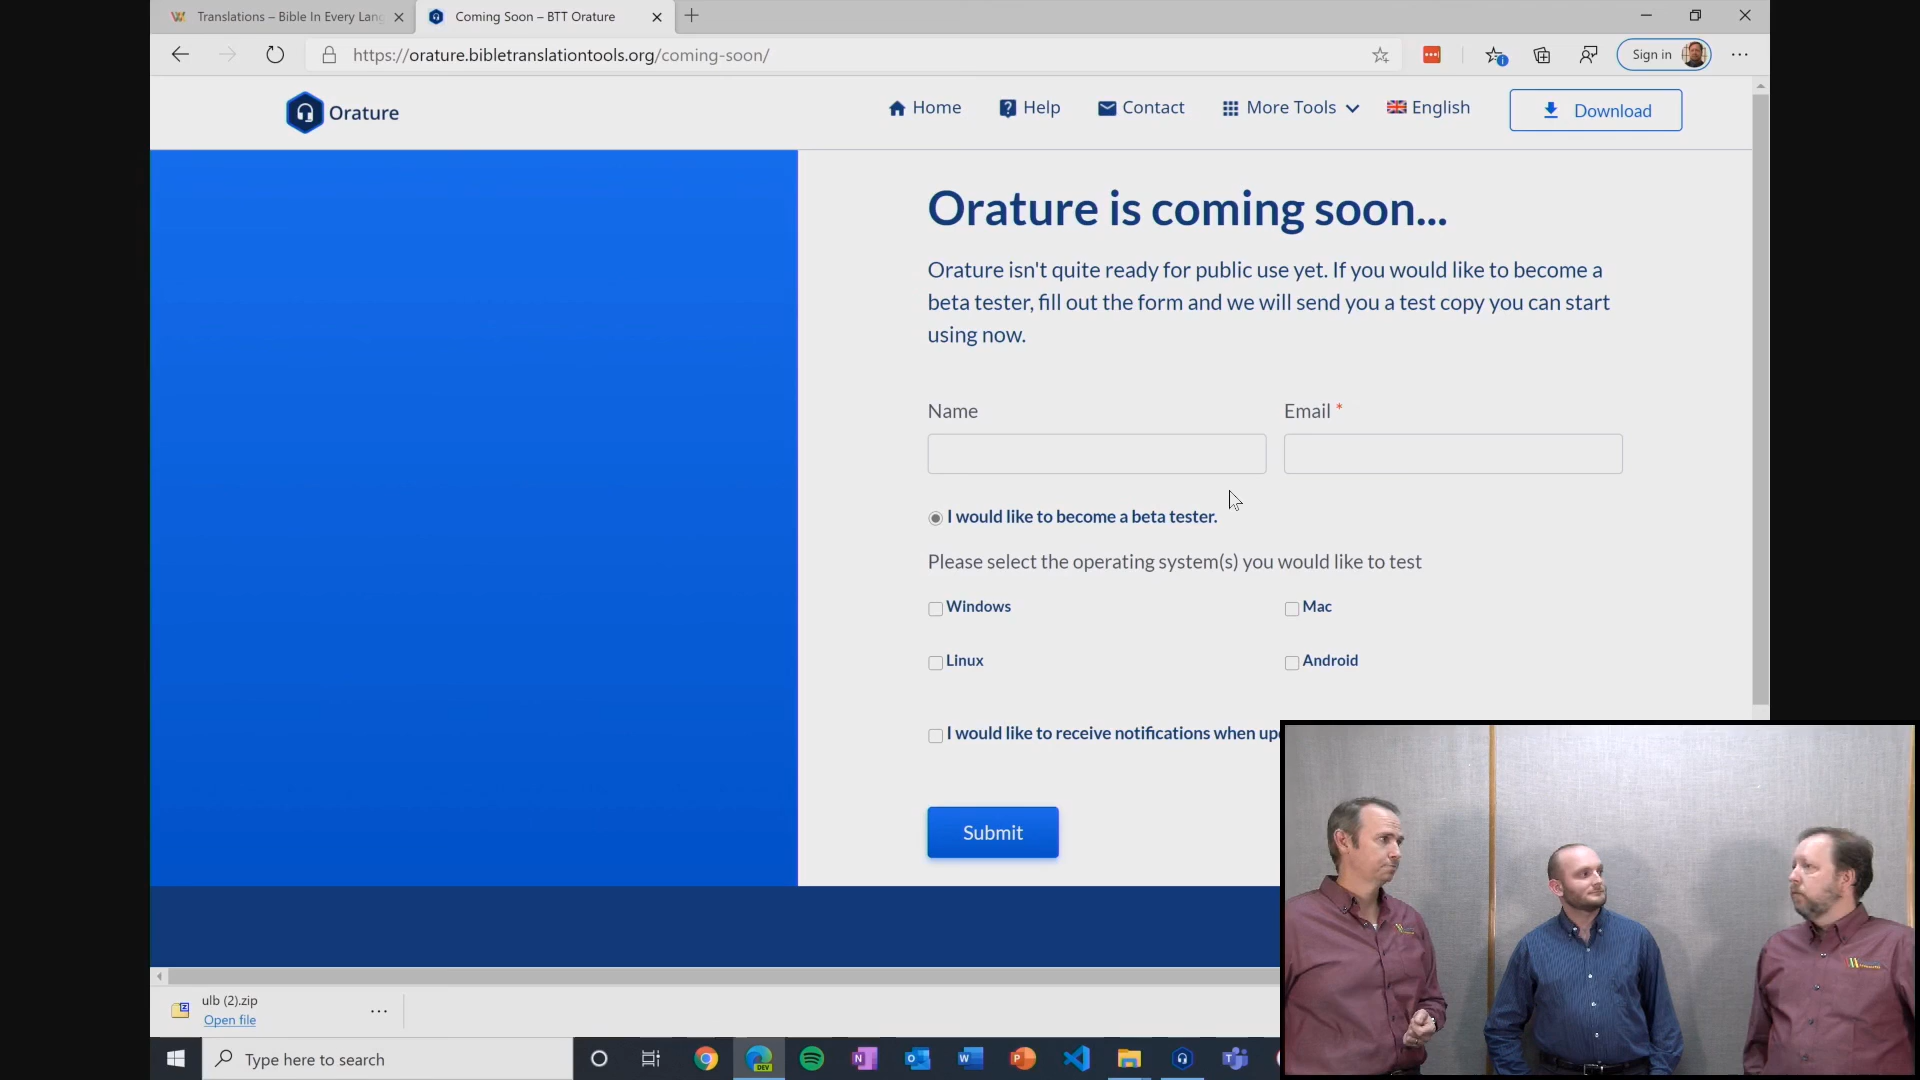 Translations – Bible In Every Lang
Coming Soon – BTT Orature
https://orature.bibletranslationtools.org/coming-soon/
Sign in
Orature
Home
Help
Contact
More Tools
English
Download
Orature is coming soon...
Orature isn't quite ready for public use yet. If you would like to become a
beta tester, fill out the form and we will send you a test copy you can start
using now.
Name
Email *
I would like to become a beta tester.
Please select the operating system(s) you would like to test
Windows
Mac
Linux
Android
I would like to receive notifications when up
Submit
ulb (2).zip
Open file
Type here to search
DEV